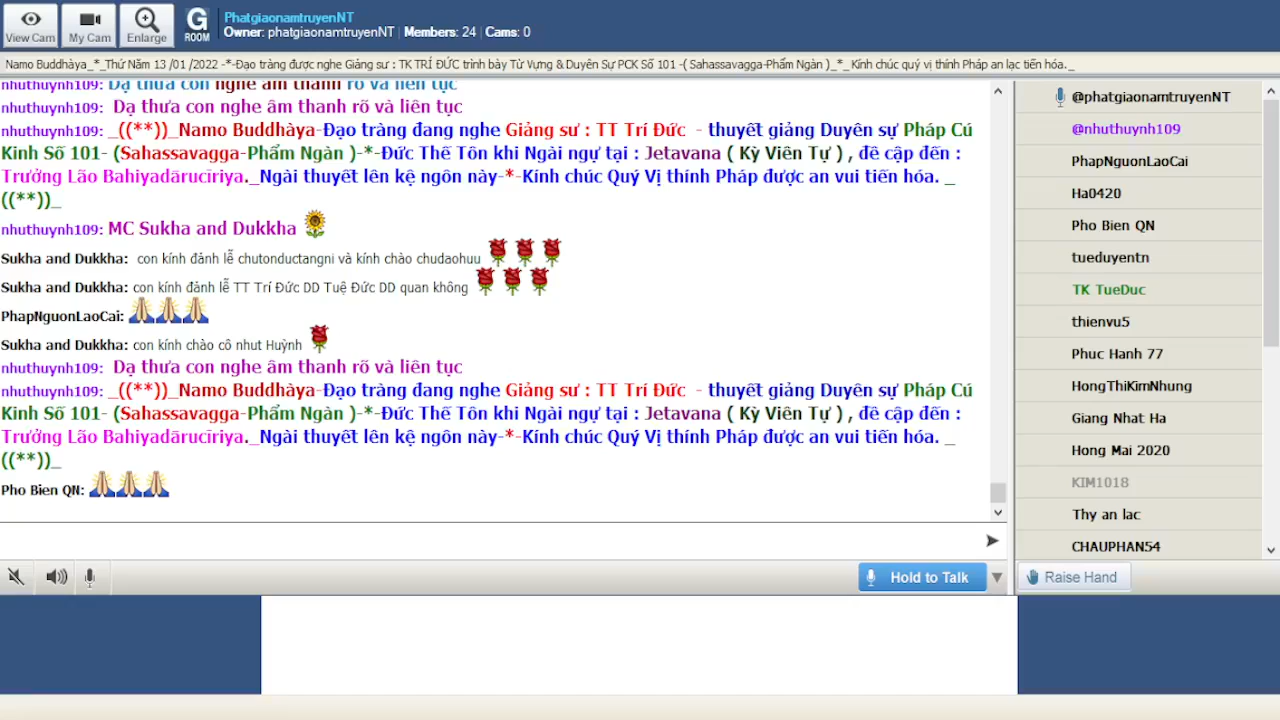 PhatgiaonamtruyenNT
Owner: phatgiaonamtruyenNT | Members: 24 | Cams: 0
View Cam
My Cam
Enlarge
G
ROOM
Namo Buddhàya_*_Thứ Năm 13 /01 /2022 -*-Đạo tràng được nghe Giảng sư : TK TRÍ ĐỨC trình bày Từ Vựng & Duyên Sự PCK Số 101 -( Sahassavagga-Phẩm Ngàn )_*_ Kính chúc quý vị thính Pháp an lạc tiến hóa._
nhuthuynh109: Dạ thưa con nghe âm thanh rõ và liên tục
nhuthuynh109: Dạ thưa con nghe âm thanh rõ và liên tục
nhuthuynh109: _((**))_Namo Buddhàya-Đạo tràng đang nghe Giảng sư : TT Trí Đức - thuyết giảng Duyên sự Pháp Cú
Kinh Số 101- (Sahassavagga-Phẩm Ngàn )-*-Đức Thế Tôn khi Ngài ngự tại : Jetavana ( Kỳ Viên Tự ) , đề cập đến :
Trưởng Lão Bahiyadārucīriya._Ngài thuyết lên kệ ngôn này-*-Kính chúc Quý Vị thính Pháp được an vui tiến hóa. _
((**))_
nhuthuynh109: MC Sukha and Dukkha
Sukha and Dukkha: con kính đảnh lễ chutonductangni và kính chào chudaohuu
Sukha and Dukkha: con kính đảnh lễ TT Trí Đức DD Tuệ Đức DD quan không
PhapNguonLaoCai:
Sukha and Dukkha: con kính chào cô nhut Huỳnh
nhuthuynh109: Dạ thưa con nghe âm thanh rõ và liên tục
nhuthuynh109: _((**))_Namo Buddhàya-Đạo tràng đang nghe Giảng sư : TT Trí Đức - thuyết giảng Duyên sự Pháp Cú
Kinh Số 101- (Sahassavagga-Phẩm Ngàn )-*-Đức Thế Tôn khi Ngài ngự tại : Jetavana ( Kỳ Viên Tự ) , đề cập đến :
Trưởng Lão Bahiyadārucīriya._Ngài thuyết lên kệ ngôn này-*-Kính chúc Quý Vị thính Pháp được an vui tiến hóa. _
((**))_
Pho Bien QN:
@phatgiaonamtruyenNT
@nhuthuynh109
PhapNguonLaoCai
Ha0420
Pho Bien QN
tueduyentn
TK TueDuc
thienvu5
Phuc Hanh 77
HongThiKimNhung
Giang Nhat Ha
Hong Mai 2020
KIM1018
Thy an lac
CHAUPHAN54
Hold to Talk
Raise Hand